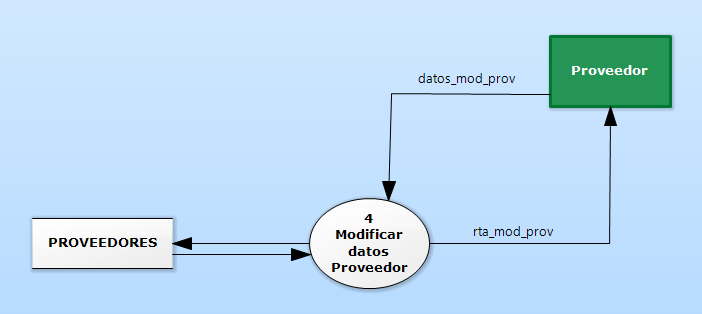 Proveedor
datos_mod_prov
4
Modificar
datos
Proveedor
PROVEEDORES
rta_mod_prov